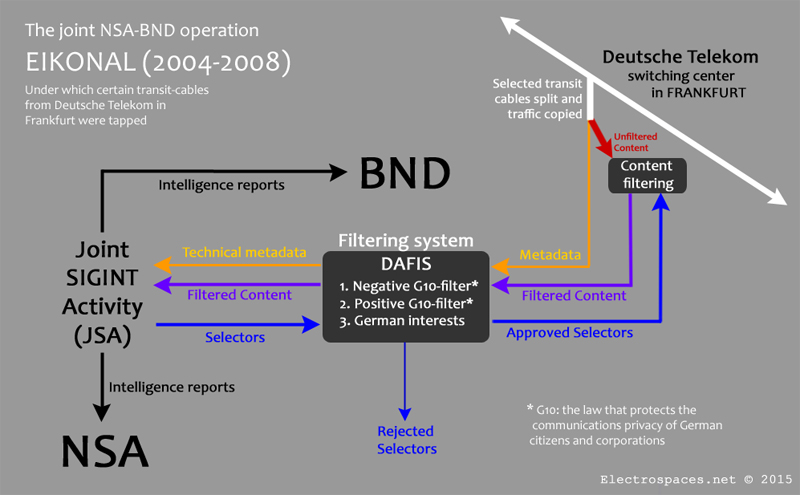 The joint NSA-BND operation
EIKONAL (2004-2008)
Under which certain transit-cables
from Deutsche Telekom in
Frankfurt were tapped
Selected transit
cables split and
traffic copied
Deutsche Telekom
switching center
in FRANKFURT
Unfiltered
Content
Content
filtering
BND
Intelligence reports
Joint
SIGINT
Activity
(JSA)
Technical metadata
Filtered Content
Selectors
Filtering system
DAFIS
1. Negative G10-filter*
2. Positive G10-filter*
3. German interests
Metadata
Filtered Content
Approved Selectors
Intelligence reports
NSA
Rejected
Selectors
* G10: the law that protects the
communications privacy of German
citizens and corporations
Electrospaces.net © 2015